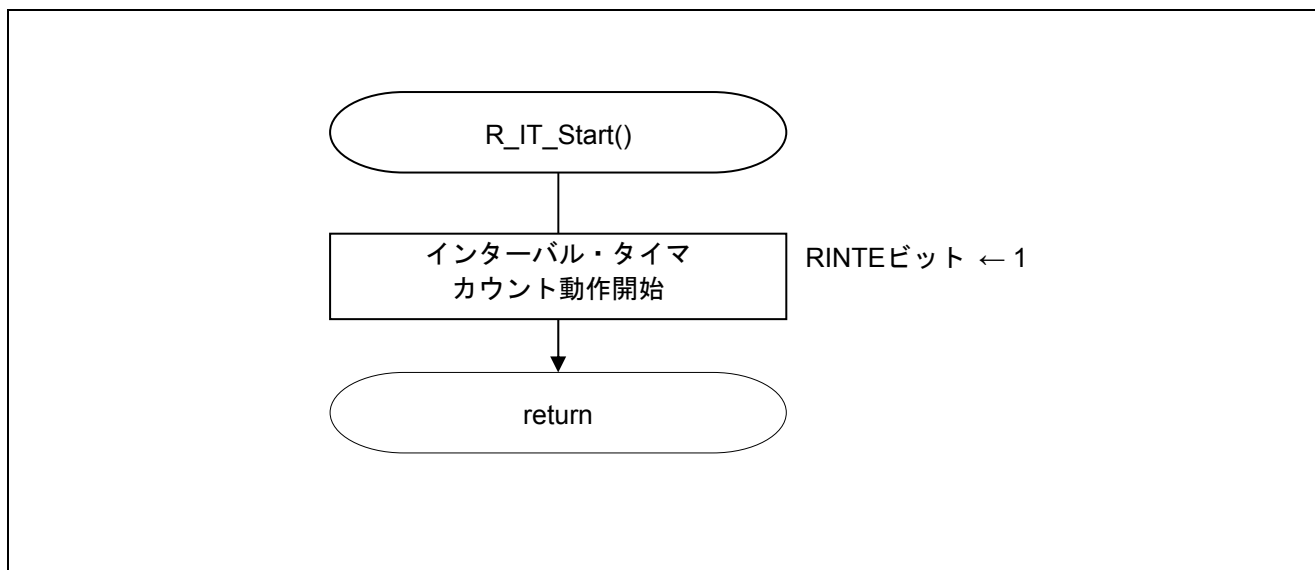 R_IT_Start()
インターバル・タイマ
カウント動作開始
RINTEビット ← 1
return